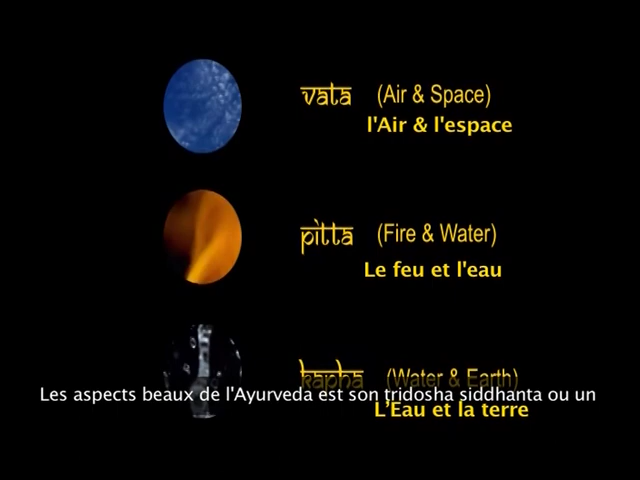 vata (Air & Space)
l'Air & l'espace
pitta (Fire & Water)
Le feu et l'eau
kapha (Water & Earth)
Les aspects beaux de l'Ayurveda est son tridosha siddhanta ou un
L'Eau et la terre